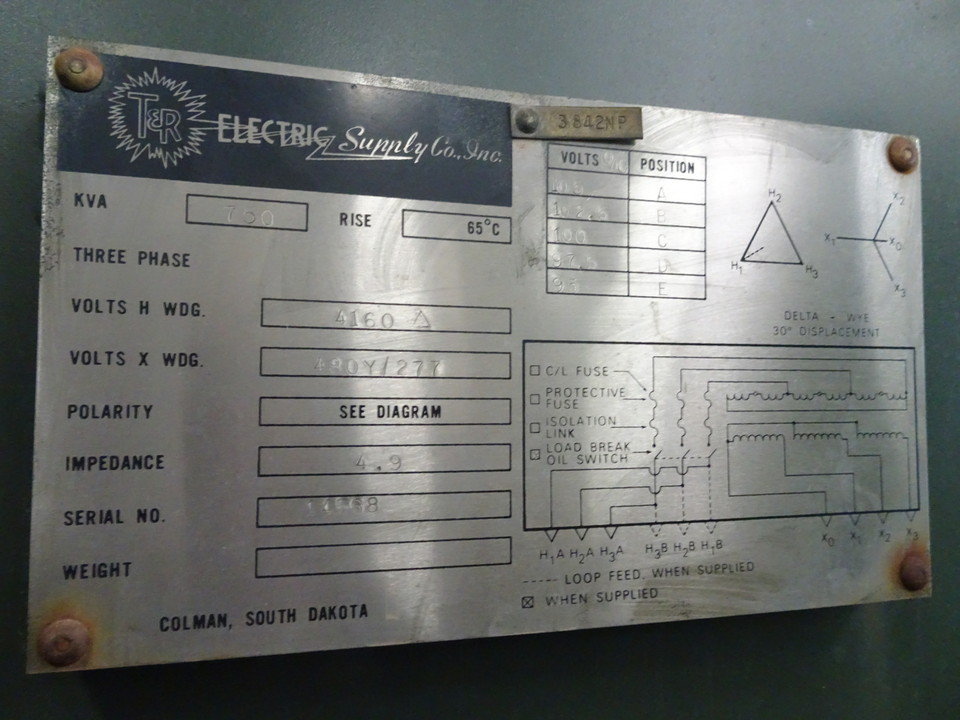 T&R ELECTRIC Supply Co., Inc.
3842NP
KVA 750 RISE 65°C
THREE PHASE
VOLTS H WDG. 4160 Δ
VOLTS X WDG. 480Y/277
POLARITY SEE DIAGRAM
IMPEDANCE 4.9
SERIAL NO.
WEIGHT
COLMAN, SOUTH DAKOTA
VOLTS % POSITION
A
B
100 C
97.5 D
95 E
H2
H1 H3
X2
X1 X0
X3
DELTA - WYE
30° DISPLACEMENT
C/L FUSE
PROTECTIVE
FUSE
ISOLATION
LINK
LOAD BREAK
OIL SWITCH
H1A H2A H3A H3B H2B H1B X0 X1 X2 X3
----- LOOP FEED, WHEN SUPPLIED
☒ WHEN SUPPLIED